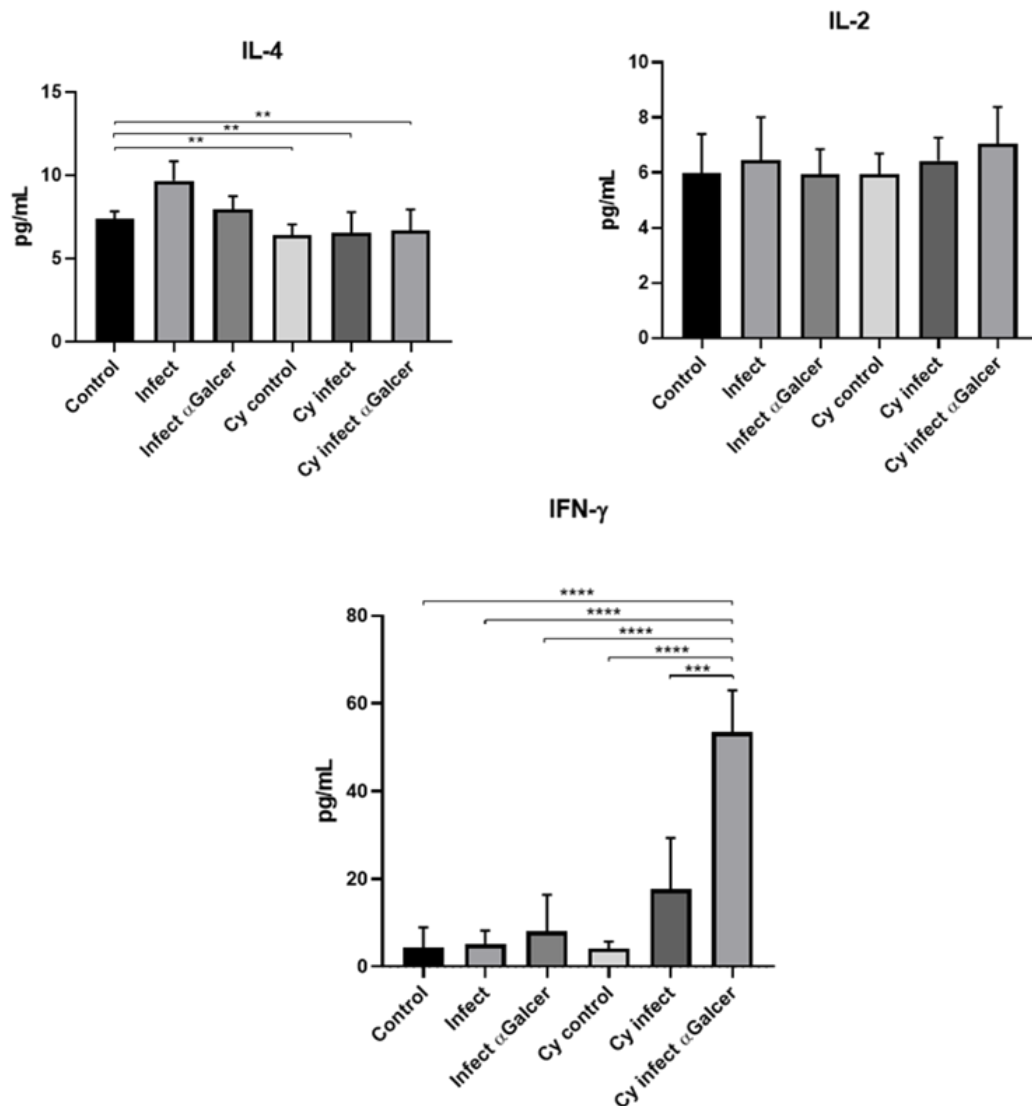 IL-4
15
10
5
0
pg/mL
**
**
**
Control
Infect
Infect αGalcer
Cy control
Cy infect
Cy infect αGalcer
IL-2
10
8
6
4
2
0
pg/mL
Control
Infect
Infect αGalcer
Cy control
Cy infect
Cy infect αGalcer
IFN-γ
80
60
40
20
0
pg/mL
****
****
****
****
***
Control
Infect
Infect αGalcer
Cy control
Cy infect
Cy infect αGalcer